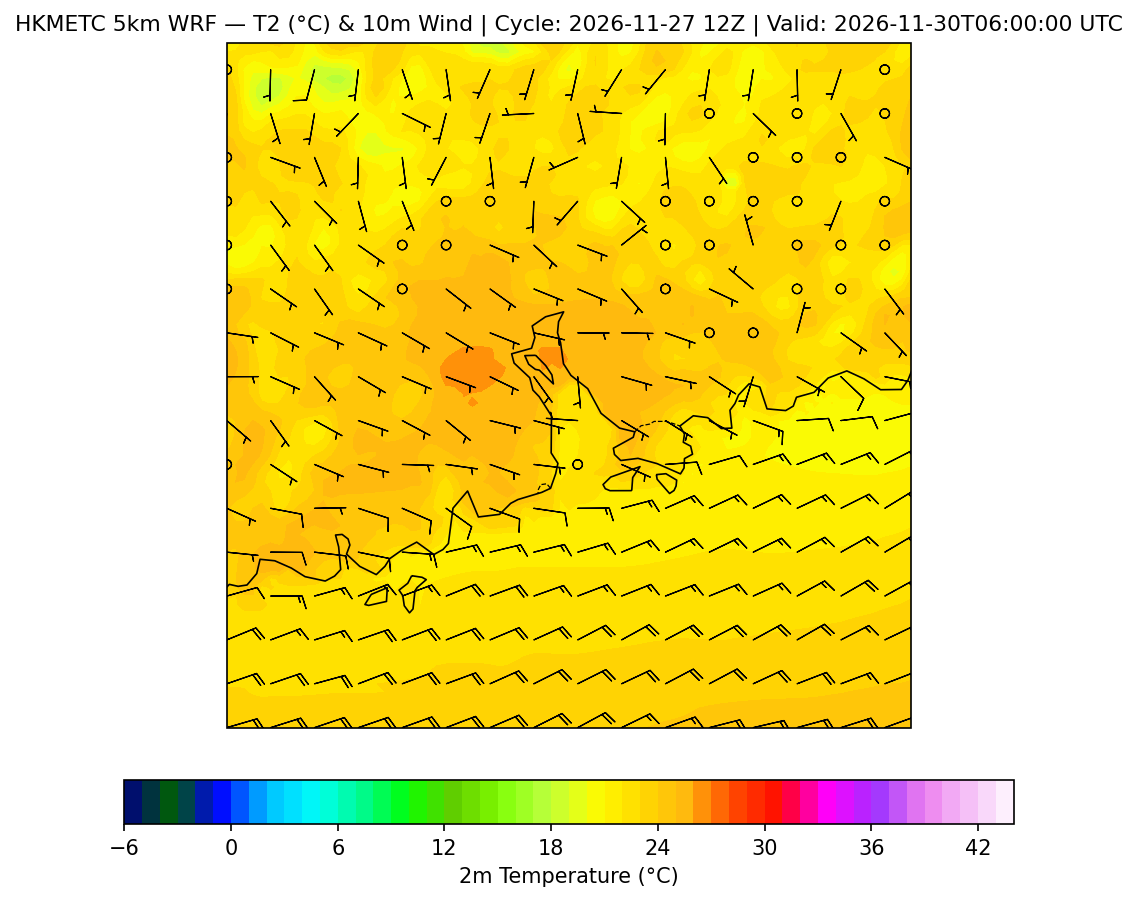 HKMETC 5km WRF — T2 (°C) & 10m Wind | Cycle: 2026-11-27 12Z | Valid: 2026-11-30T06:00:00 UTC
−6 0 6 12 18 24 30 36 42
2m Temperature (°C)